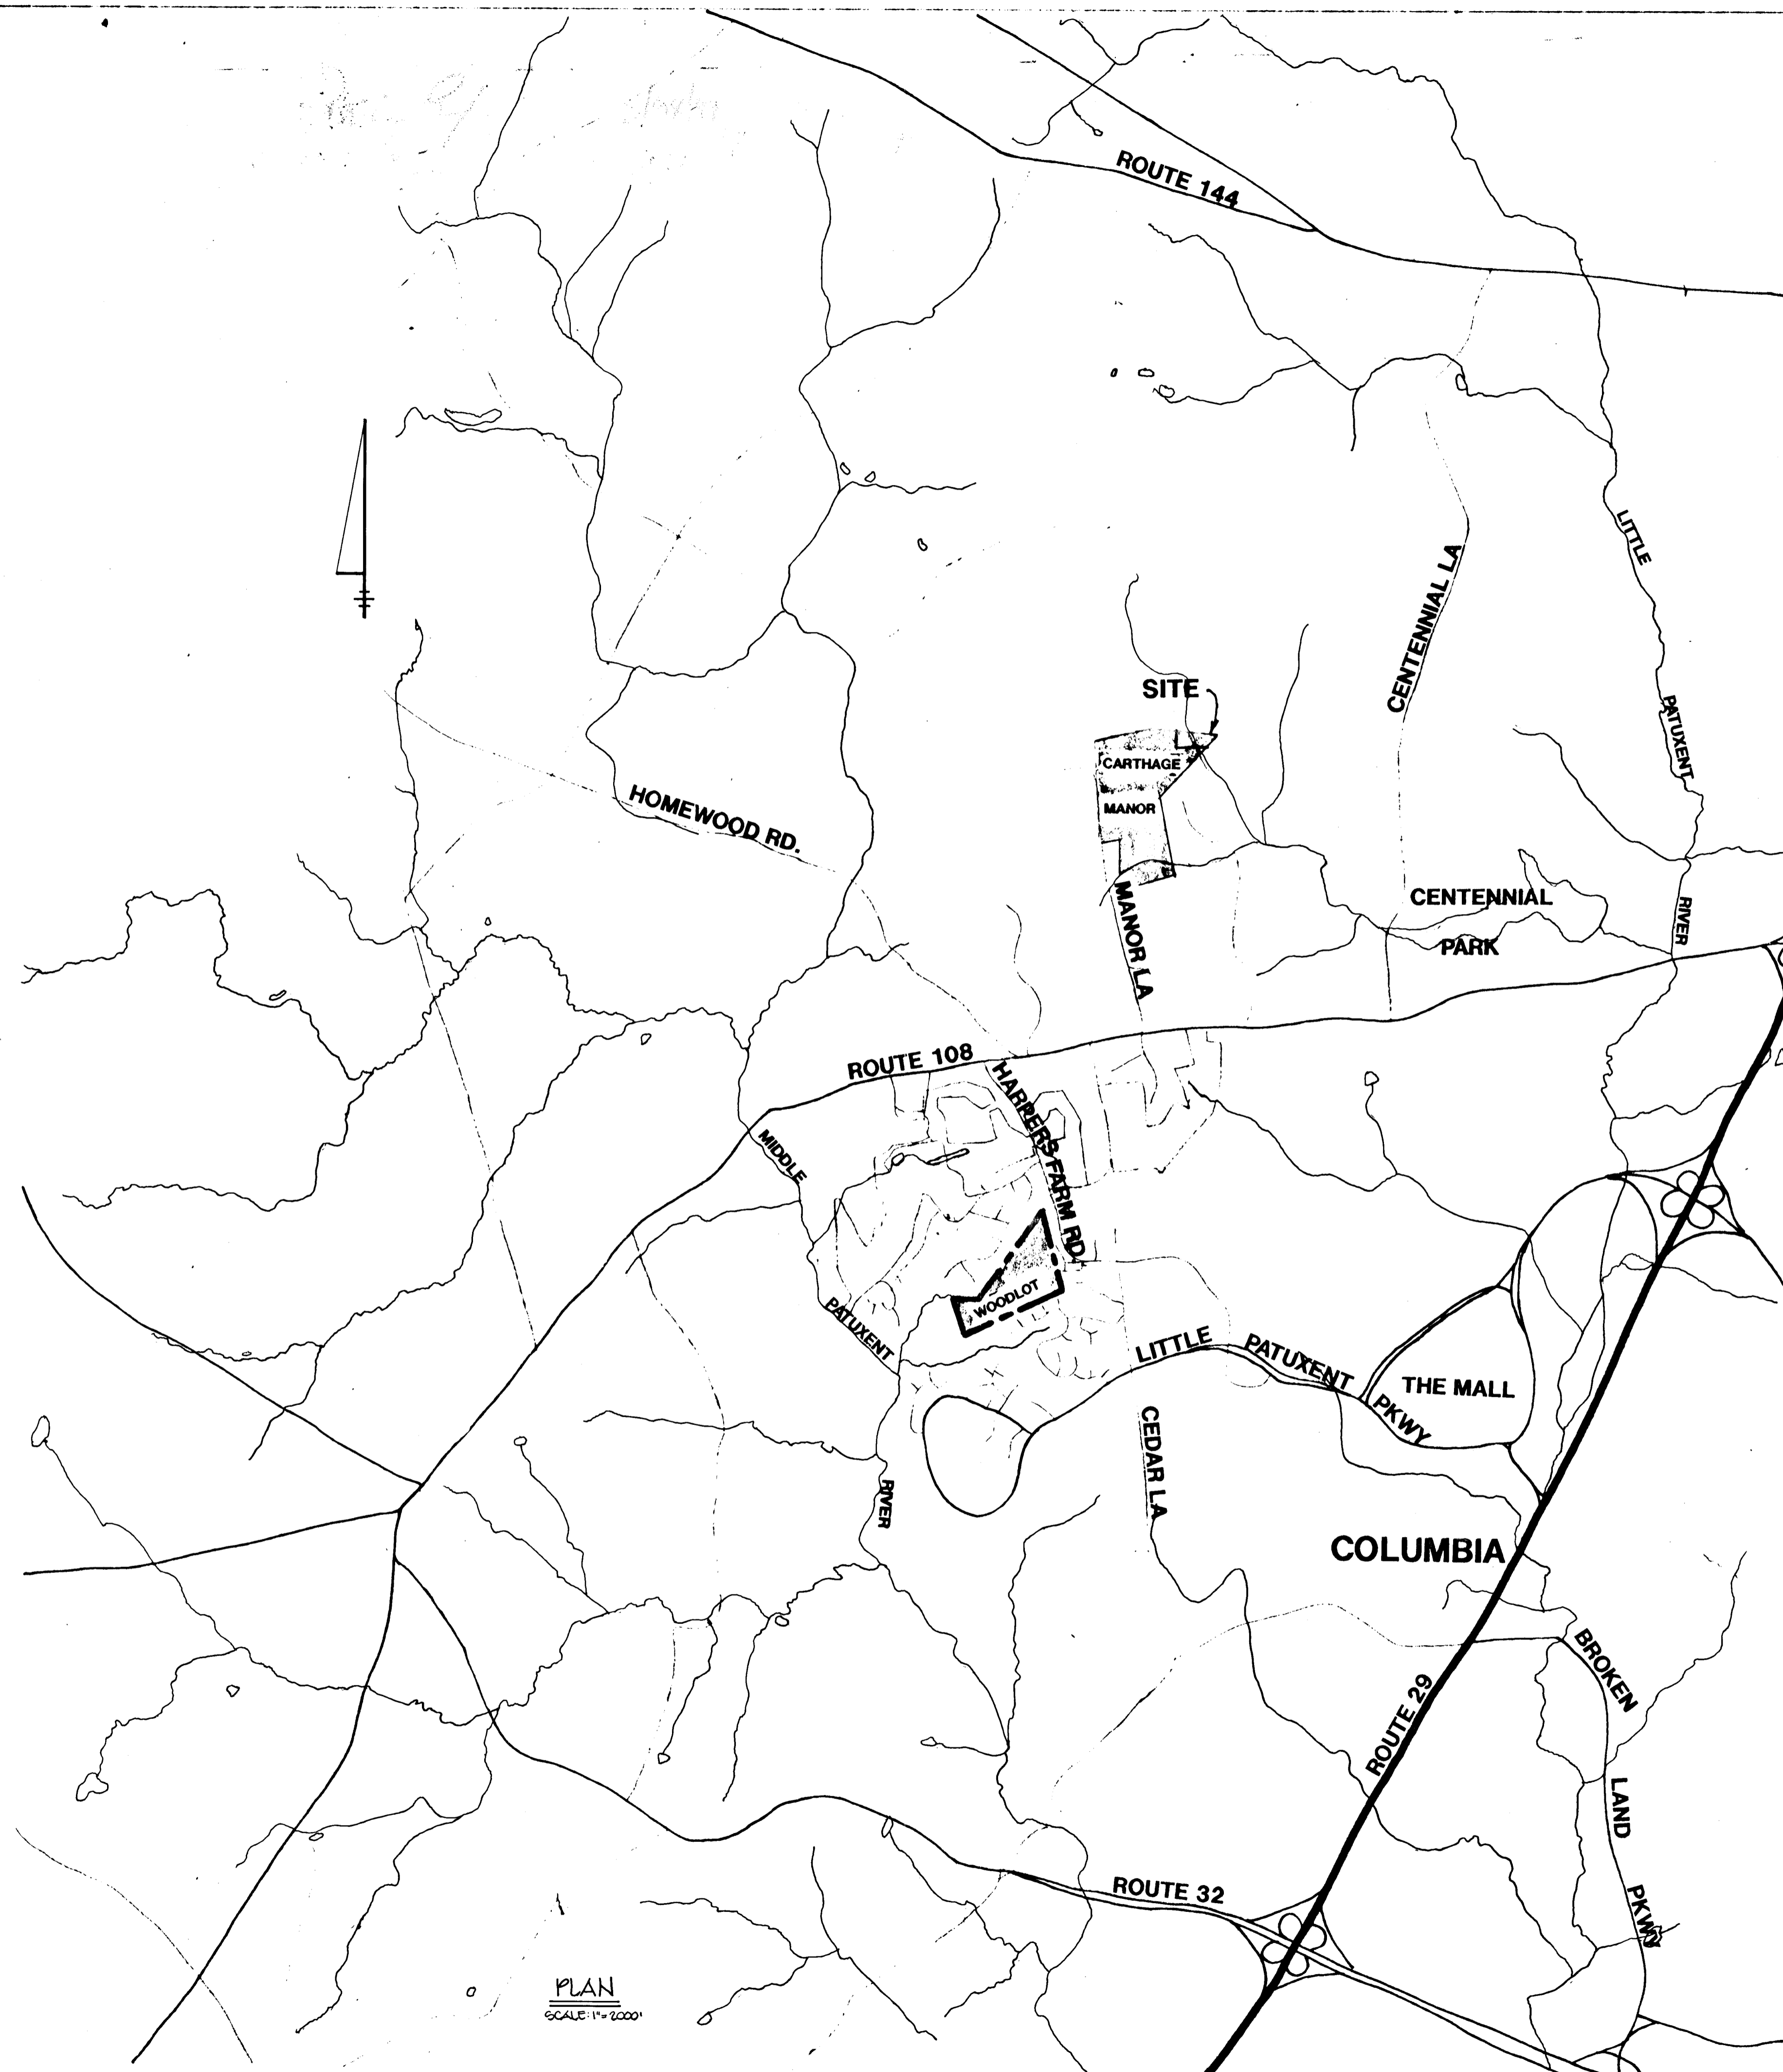 ROUTE 144
LITTLE
CENTENNIAL LA
SITE
PATUXENT
CARTHAGE
MANOR
HOMEWOOD RD.
MANOR LA
CENTENNIAL
PARK
RIVER
ROUTE 108
HARPERS FARM RD.
MIDDLE
WOODLOT
PATUXENT
LITTLE PATUXENT PKWY
THE MALL
CEDAR LA
RIVER
COLUMBIA
BROKEN
ROUTE 29
LAND
ROUTE 32
PKWY
PLAN
SCALE: 1"=2000'